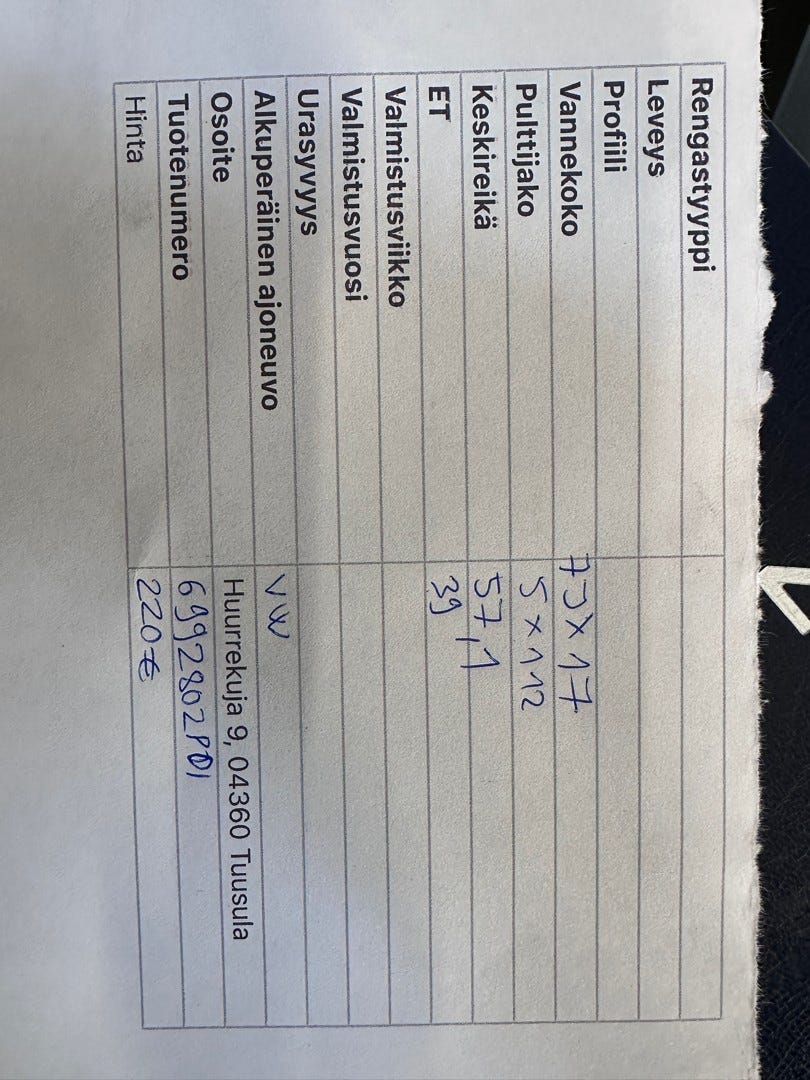 Rengastyyppi
Leveys
Profiili
Vannekoko 7Jx17
Pulttijako 5x112
Keskireikä 57,1
ET 39
Valmistusviikko
Valmistusvuosi
Urasyvyys
Alkuperäinen ajoneuvo VW
Osoite Huurrekuja 9, 04360 Tuusula
Tuotenumero 6992802PDI
Hinta 220€